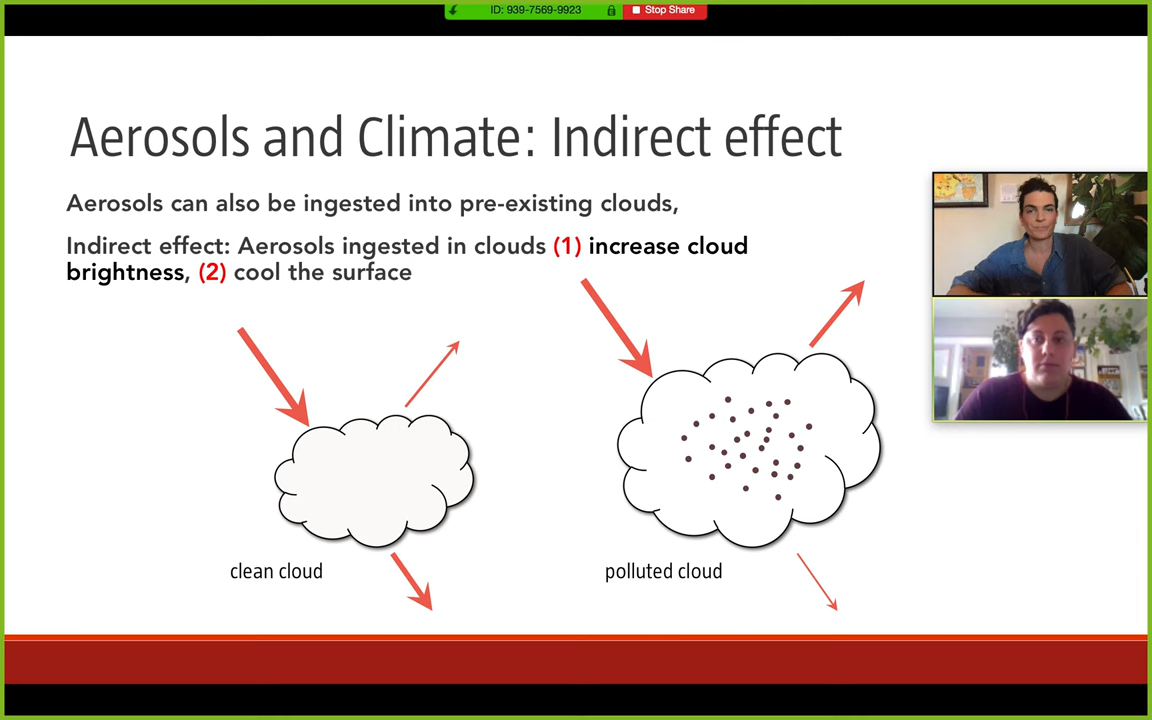 ID: 939-7569-9923
Stop Share
Aerosols and Climate: Indirect effect
Aerosols can also be ingested into pre-existing clouds,
Indirect effect: Aerosols ingested in clouds (1) increase cloud
brightness, (2) cool the surface
clean cloud
polluted cloud